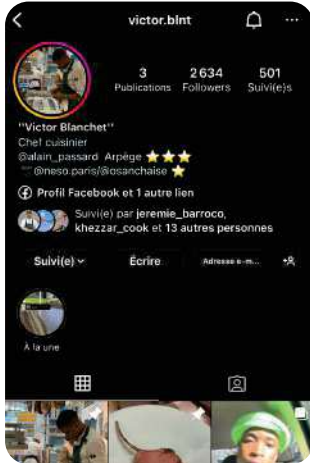 victor.blnt
3 2 634 501
Publications Followers Suivi(e)s
"Victor Blanchet"
Chef cuisinier
@alain_passard Arpège ⭐⭐⭐
@neso.paris/@osanchaise ⭐
Profil Facebook et 1 autre lien
Suivi(e) par jeremie_barroco,
khezzar_cook et 13 autres personnes
Suivi(e) Écrire Adresse e-m...
À la une